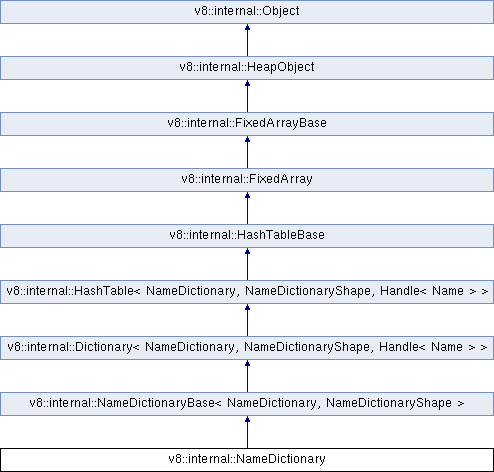 v8::internal::Object
v8::internal::HeapObject
v8::internal::FixedArrayBase
v8::internal::FixedArray
v8::internal::HashTableBase
v8::internal::HashTable< NameDictionary, NameDictionaryShape, Handle< Name > >
v8::internal::Dictionary< NameDictionary, NameDictionaryShape, Handle< Name > >
v8::internal::NameDictionaryBase< NameDictionary, NameDictionaryShape >
v8::internal::NameDictionary